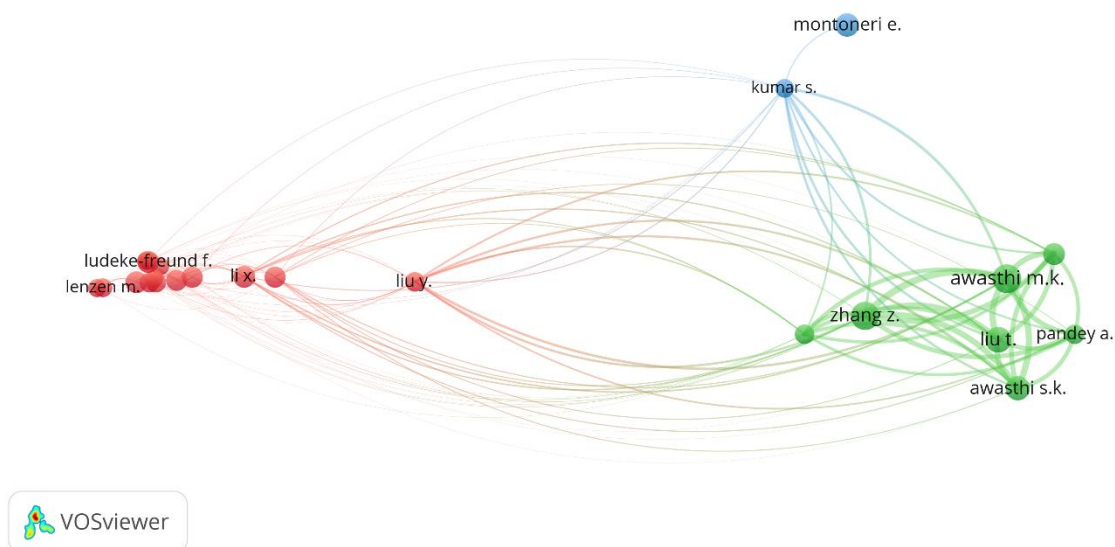 montoneri e.
kumar s.
ludeke-freund f.
lenzen m.
li x.
liu y.
awasthi m.k.
zhang z.
liu t.
pandey a.
awasthi s.k.
VOSviewer